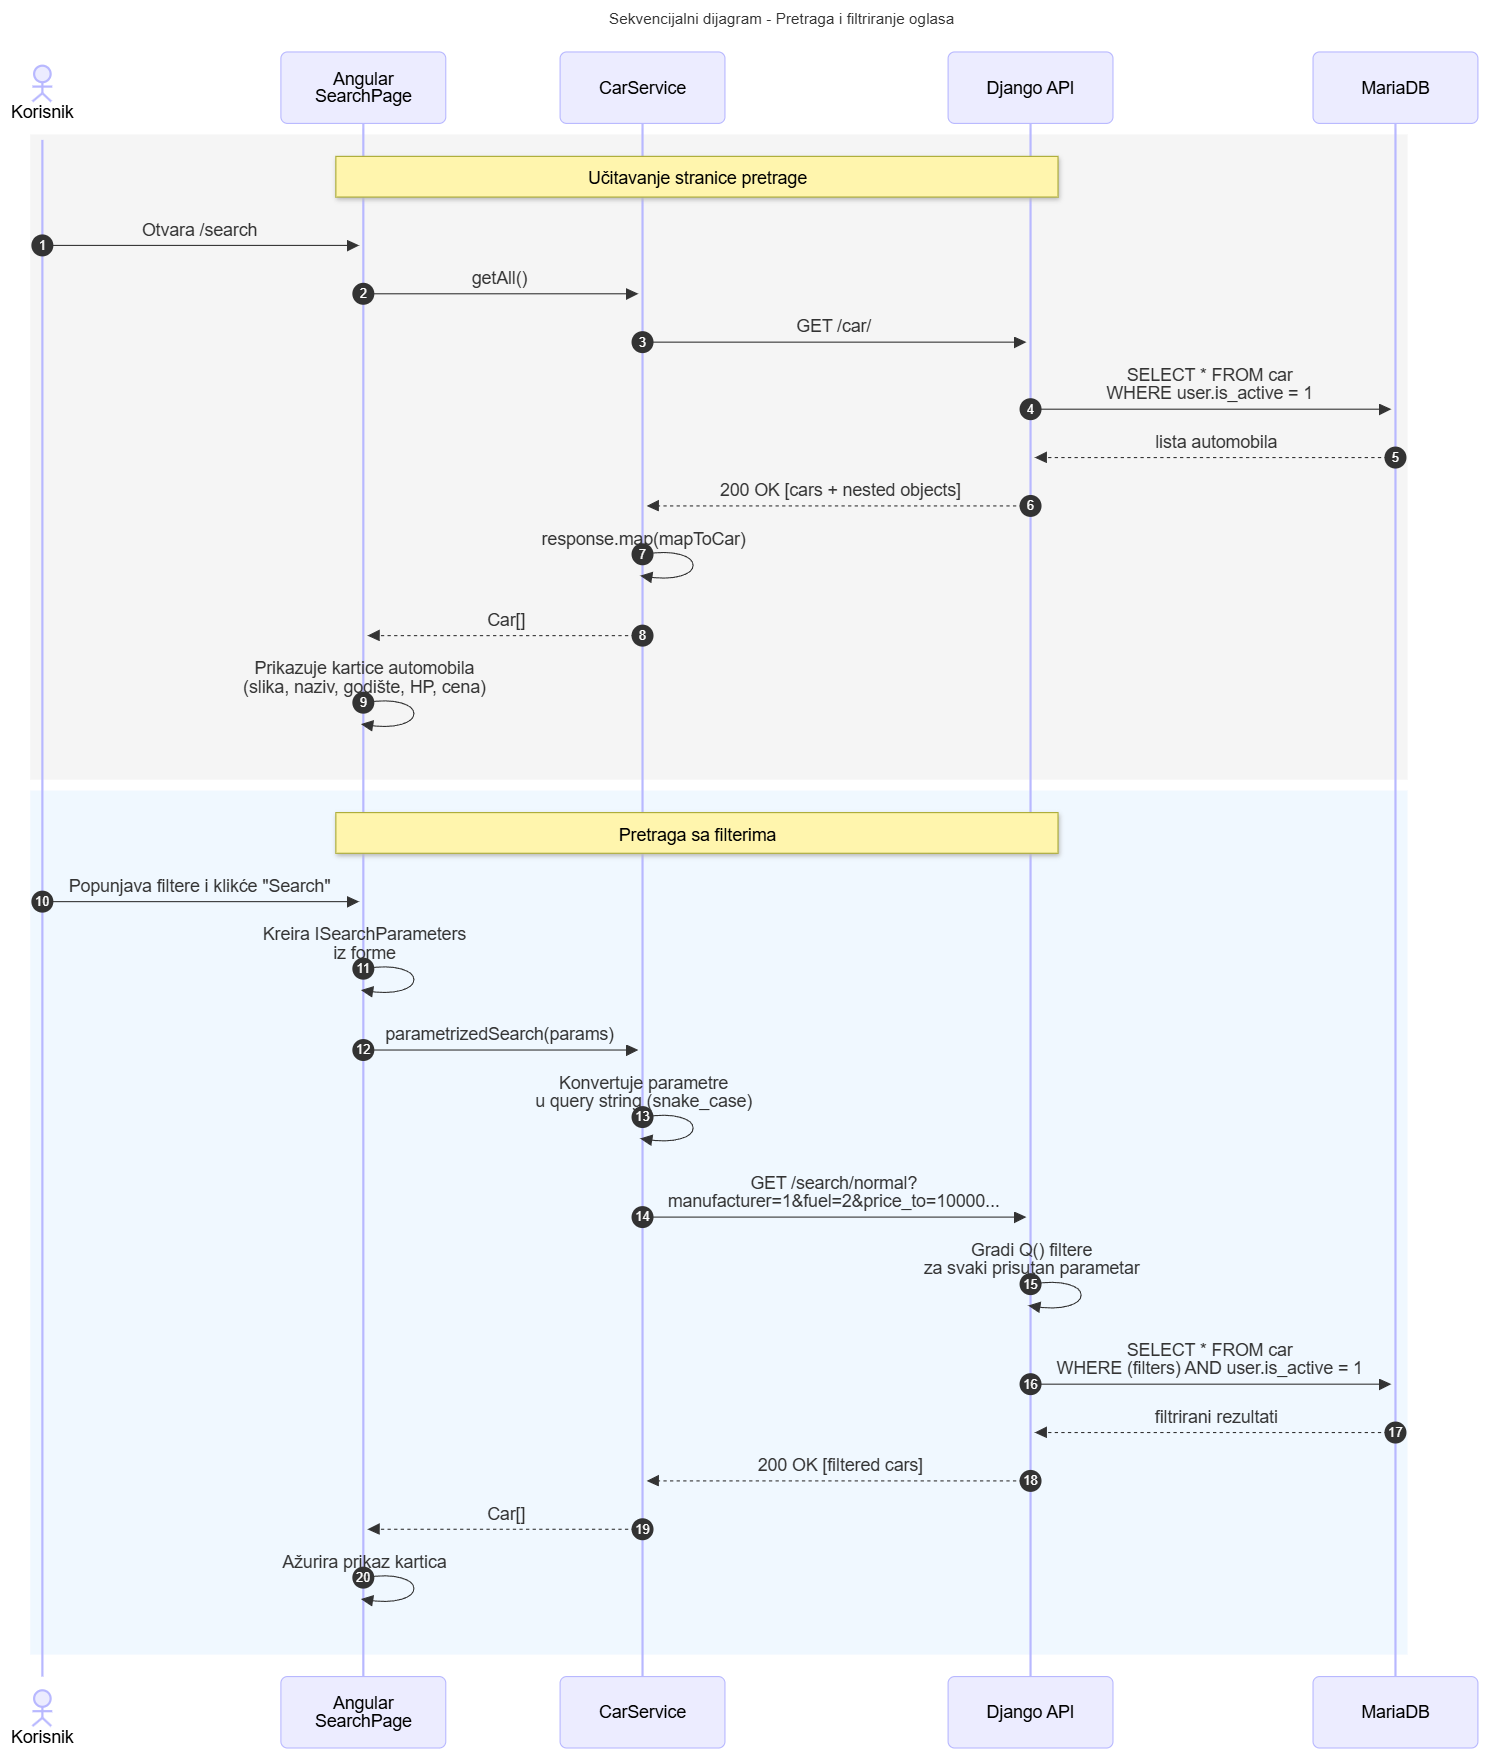 Sekvencijalni dijagram - Pretraga i filtriranje oglasa
Korisnik
Angular
SearchPage
CarService
Django API
MariaDB
Učitavanje stranice pretrage
Otvara /search
1
getAll()
2
GET /car/
3
SELECT * FROM car
WHERE user.is_active = 1
4
lista automobila
5
200 OK [cars + nested objects]
6
response.map(mapToCar)
7
Car[]
8
Prikazuje kartice automobila
(slika, naziv, godište, HP, cena)
9
Pretraga sa filterima
Popunjava filtere i klikće "Search"
10
Kreira ISearchParameters
iz forme
11
parametrizedSearch(params)
12
Konvertuje parametre
u query string (snake_case)
13
GET /search/normal?
manufacturer=1&fuel=2&price_to=10000...
14
Gradi Q() filtere
za svaki prisutan parametar
15
SELECT * FROM car
WHERE (filters) AND user.is_active = 1
16
filtrirani rezultati
17
200 OK [filtered cars]
18
Car[]
19
Ažurira prikaz kartica
20
Korisnik
Angular
SearchPage
CarService
Django API
MariaDB